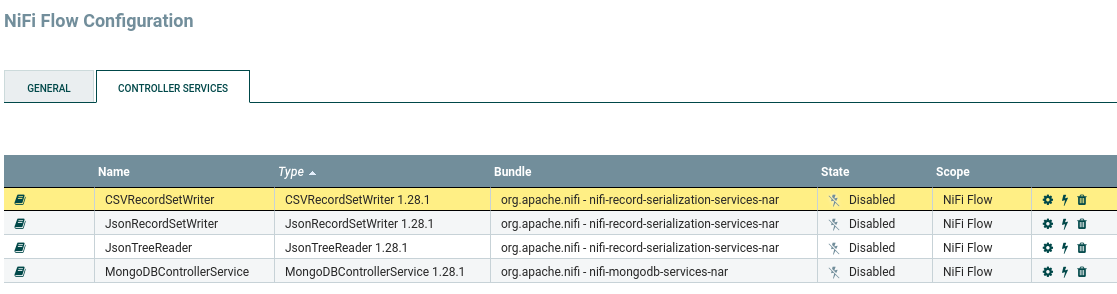 NiFi Flow Configuration
GENERAL CONTROLLER SERVICES
Name Type Bundle State Scope
CSVRecordSetWriter CSVRecordSetWriter 1.28.1 org.apache.nifi - nifi-record-serialization-services-nar Disabled NiFi Flow
JsonRecordSetWriter JsonRecordSetWriter 1.28.1 org.apache.nifi - nifi-record-serialization-services-nar Disabled NiFi Flow
JsonTreeReader JsonTreeReader 1.28.1 org.apache.nifi - nifi-record-serialization-services-nar Disabled NiFi Flow
MongoDBControllerService MongoDBControllerService 1.28.1 org.apache.nifi - nifi-mongodb-services-nar Disabled NiFi Flow